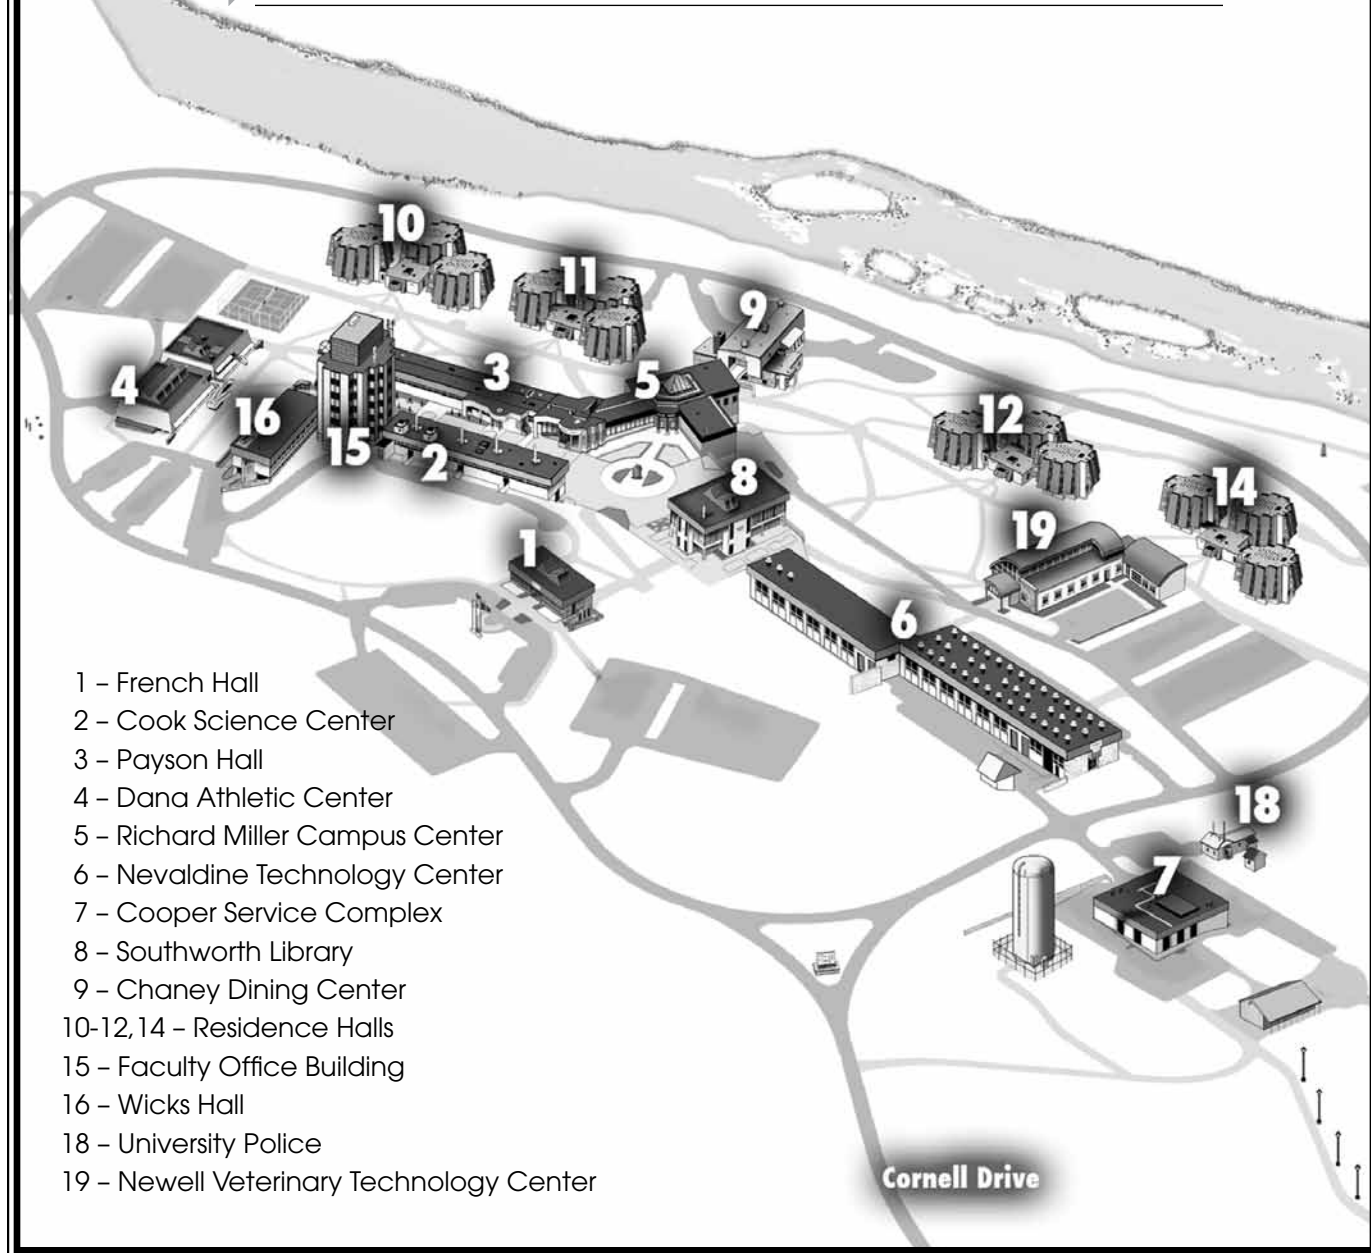 10
11
9
4
3
5
16
12
15
2
8
14
19
1
6
1 – French Hall
2 – Cook Science Center
3 – Payson Hall
4 – Dana Athletic Center
5 – Richard Miller Campus Center
6 – Nevaldine Technology Center
7 – Cooper Service Complex
8 – Southworth Library
9 – Chaney Dining Center
10-12,14 – Residence Halls
15 – Faculty Office Building
16 – Wicks Hall
18 – University Police
19 – Newell Veterinary Technology Center
18
7
Cornell Drive